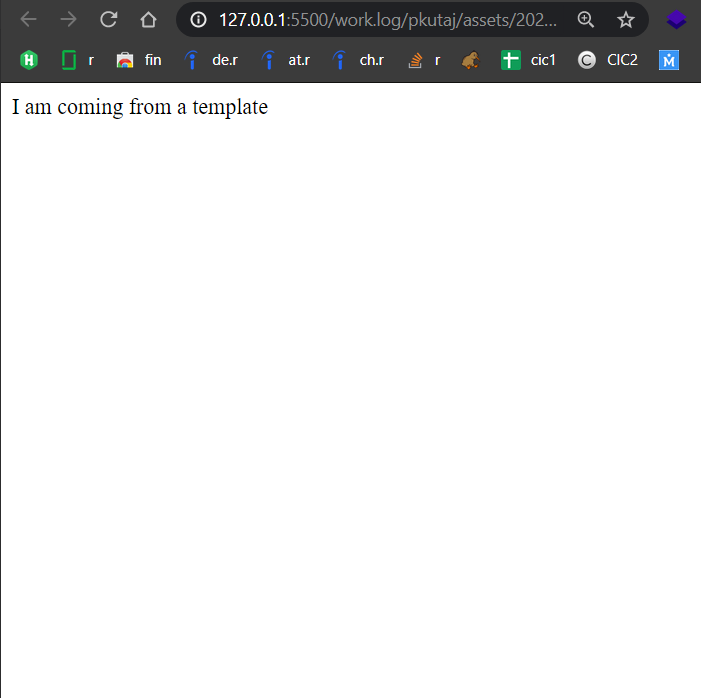 127.0.0.1:5500/work.log/pkutaj/assets/202...
H r fin de.r at.r ch.r r cic1 C CIC2 M
I am coming from a template